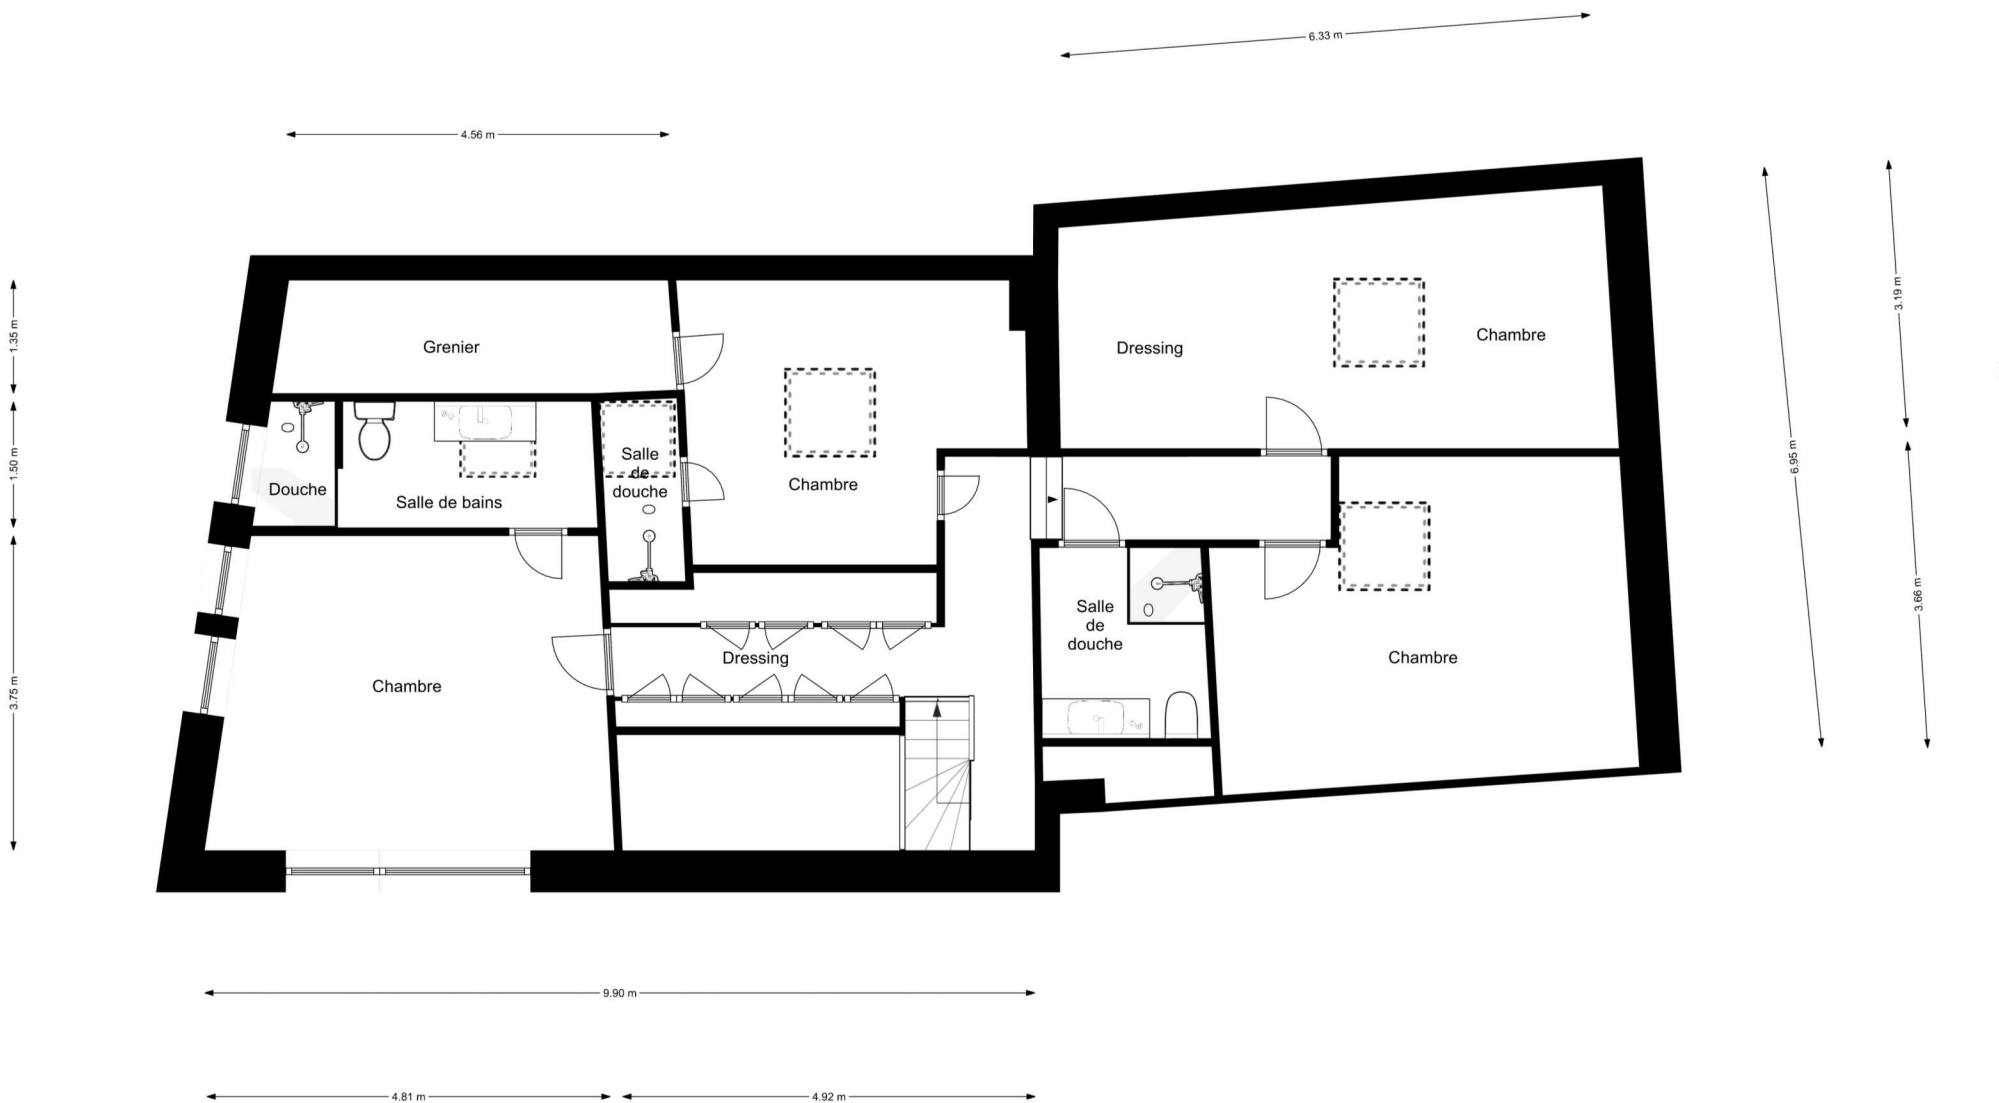 6.33 m
4.56 m
1.35 m
1.50 m
3.75 m
Grenier
Douche
Salle de bains
Salle
de
douche
Chambre
Dressing
Chambre
Chambre
Dressing
Salle
de
douche
Chambre
6.95 m
3.19 m
3.66 m
9.90 m
4.81 m
4.92 m